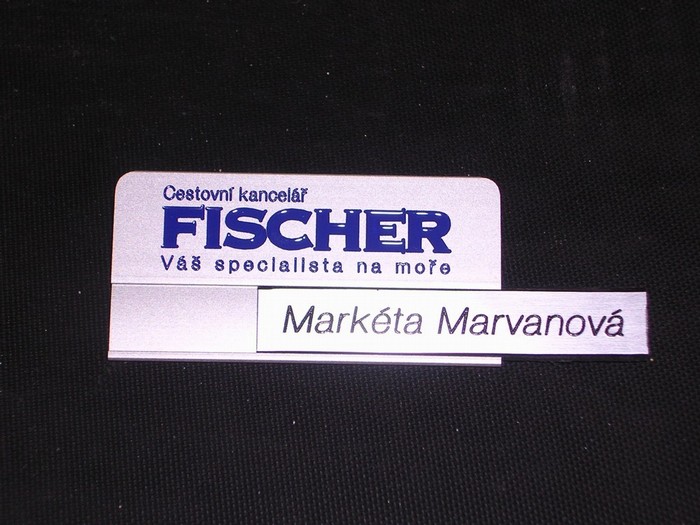 Cestovní kancelář
FISCHER
Váš specialista na moře
Markéta Marvanová